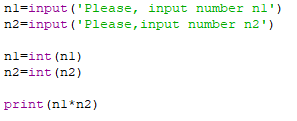 n1=input('Please, input number n1')
n2=input('Please,input number n2')
n1=int(n1)
n2=int(n2)
print(n1*n2)